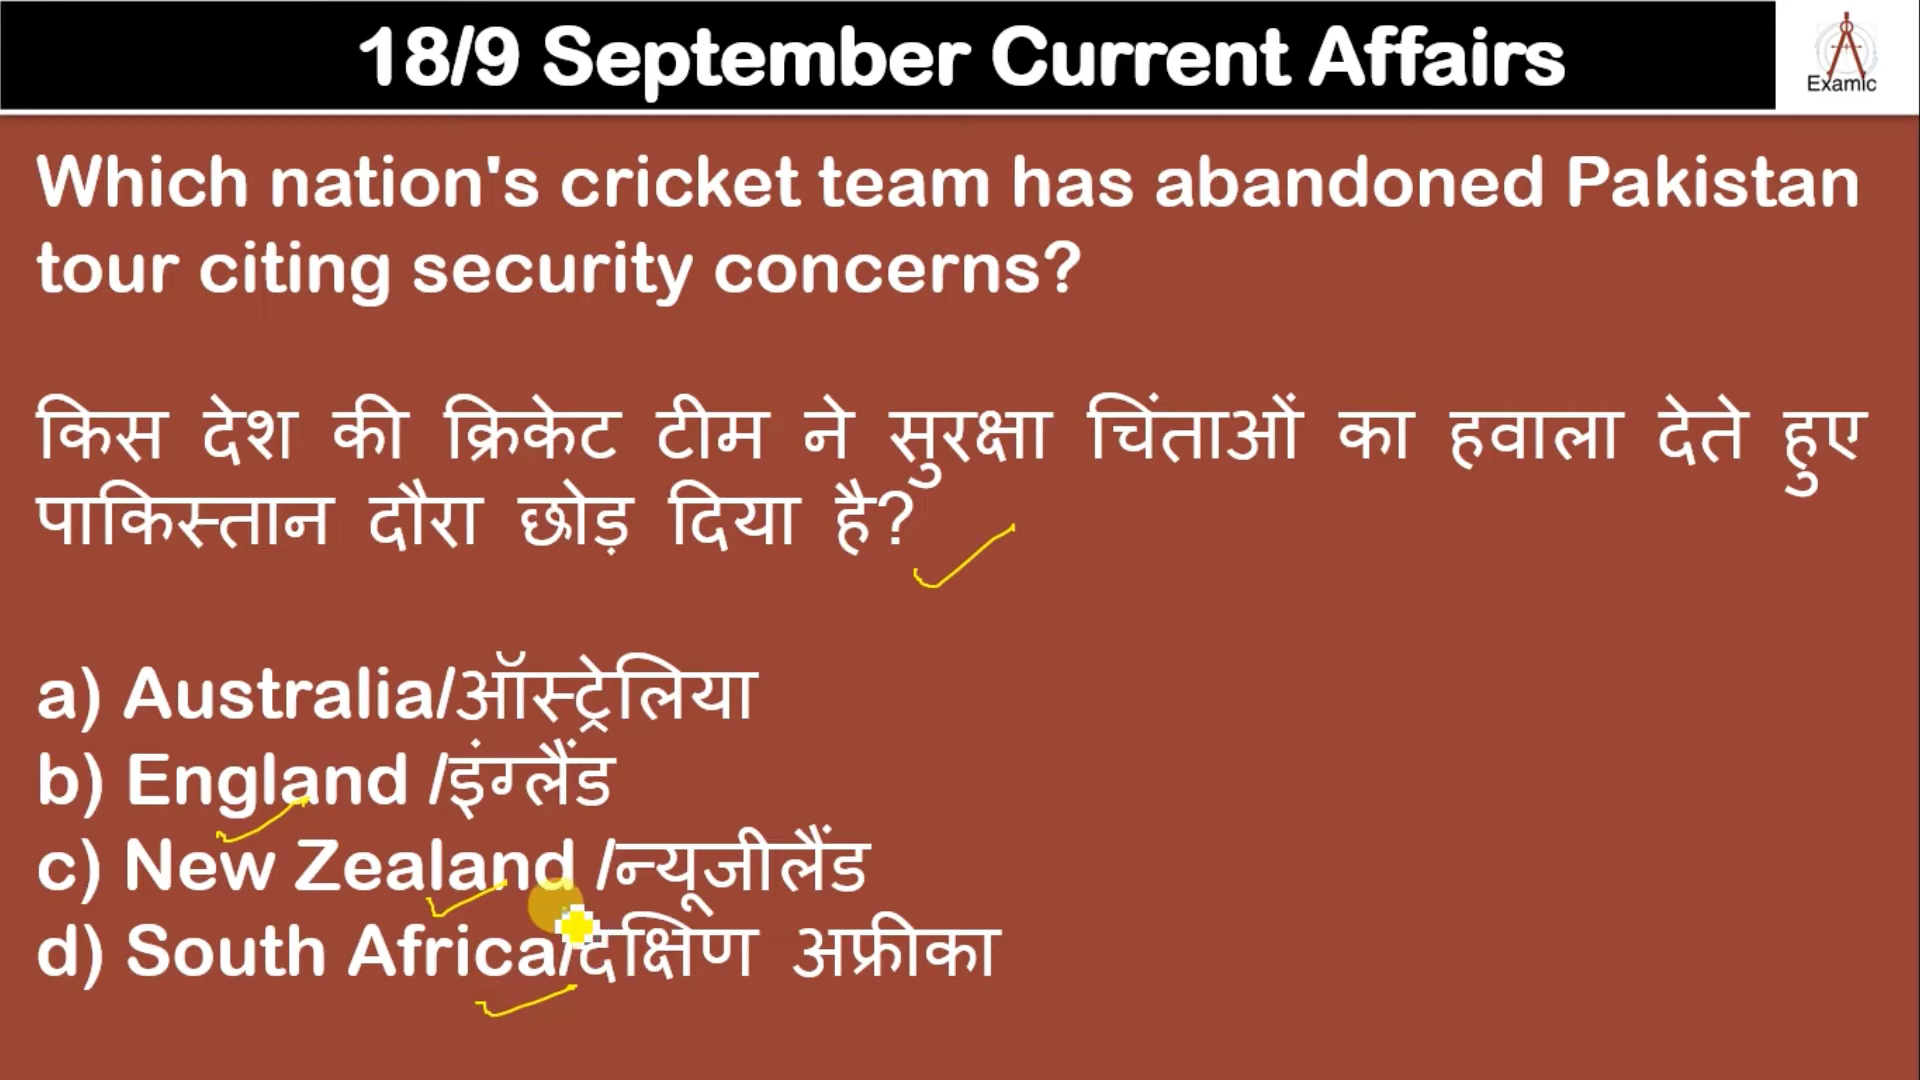 18/9 September Current Affairs
Examic
Which nation's cricket team has abandoned Pakistan
tour citing security concerns?
किस देश की क्रिकेट टीम ने सुरक्षा चिंताओं का हवाला देते हुए
पाकिस्तान दौरा छोड़ दिया है?
a) Australia/ऑस्ट्रेलिया
b) England /इंग्लैंड
c) New Zealand /न्यूजीलैंड
d) South Africa/दक्षिण अफ्रीका